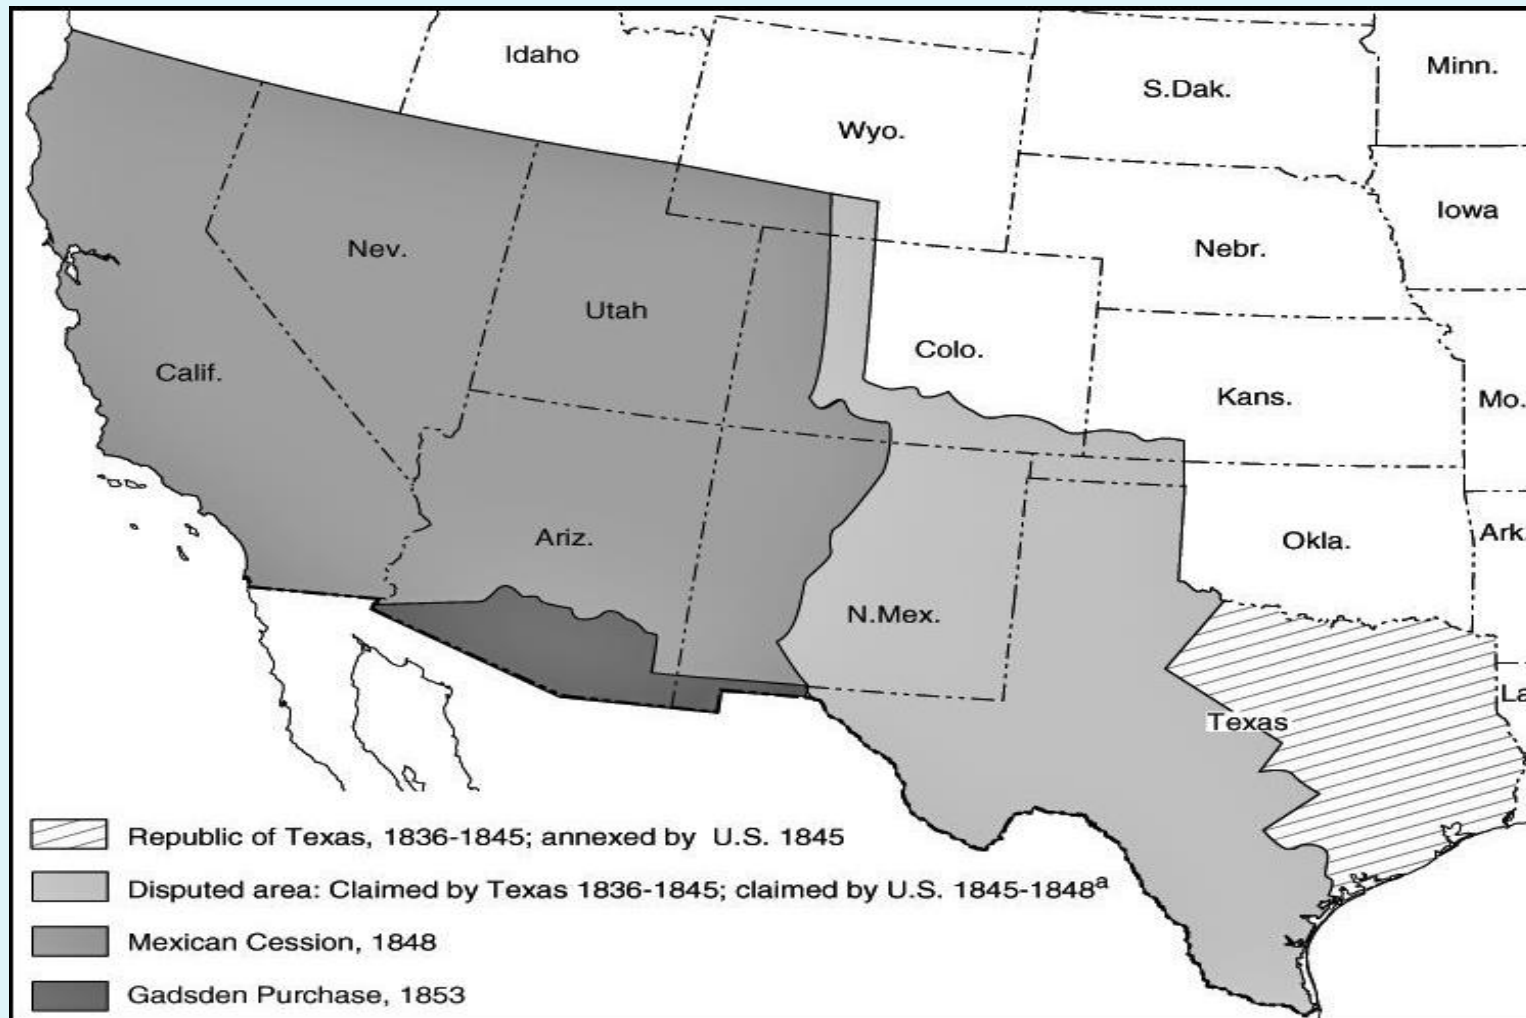 Idaho
Minn.
S.Dak.
Wyo.
Iowa
Nev.
Nebr.
Utah
Colo.
Calif.
Kans.
Mo.
Ariz.
Okla.
Ark.
N.Mex.
La
Texas
Republic of Texas, 1836-1845; annexed by U.S. 1845
Disputed area: Claimed by Texas 1836-1845; claimed by U.S. 1845-1848a
Mexican Cession, 1848
Gadsden Purchase, 1853